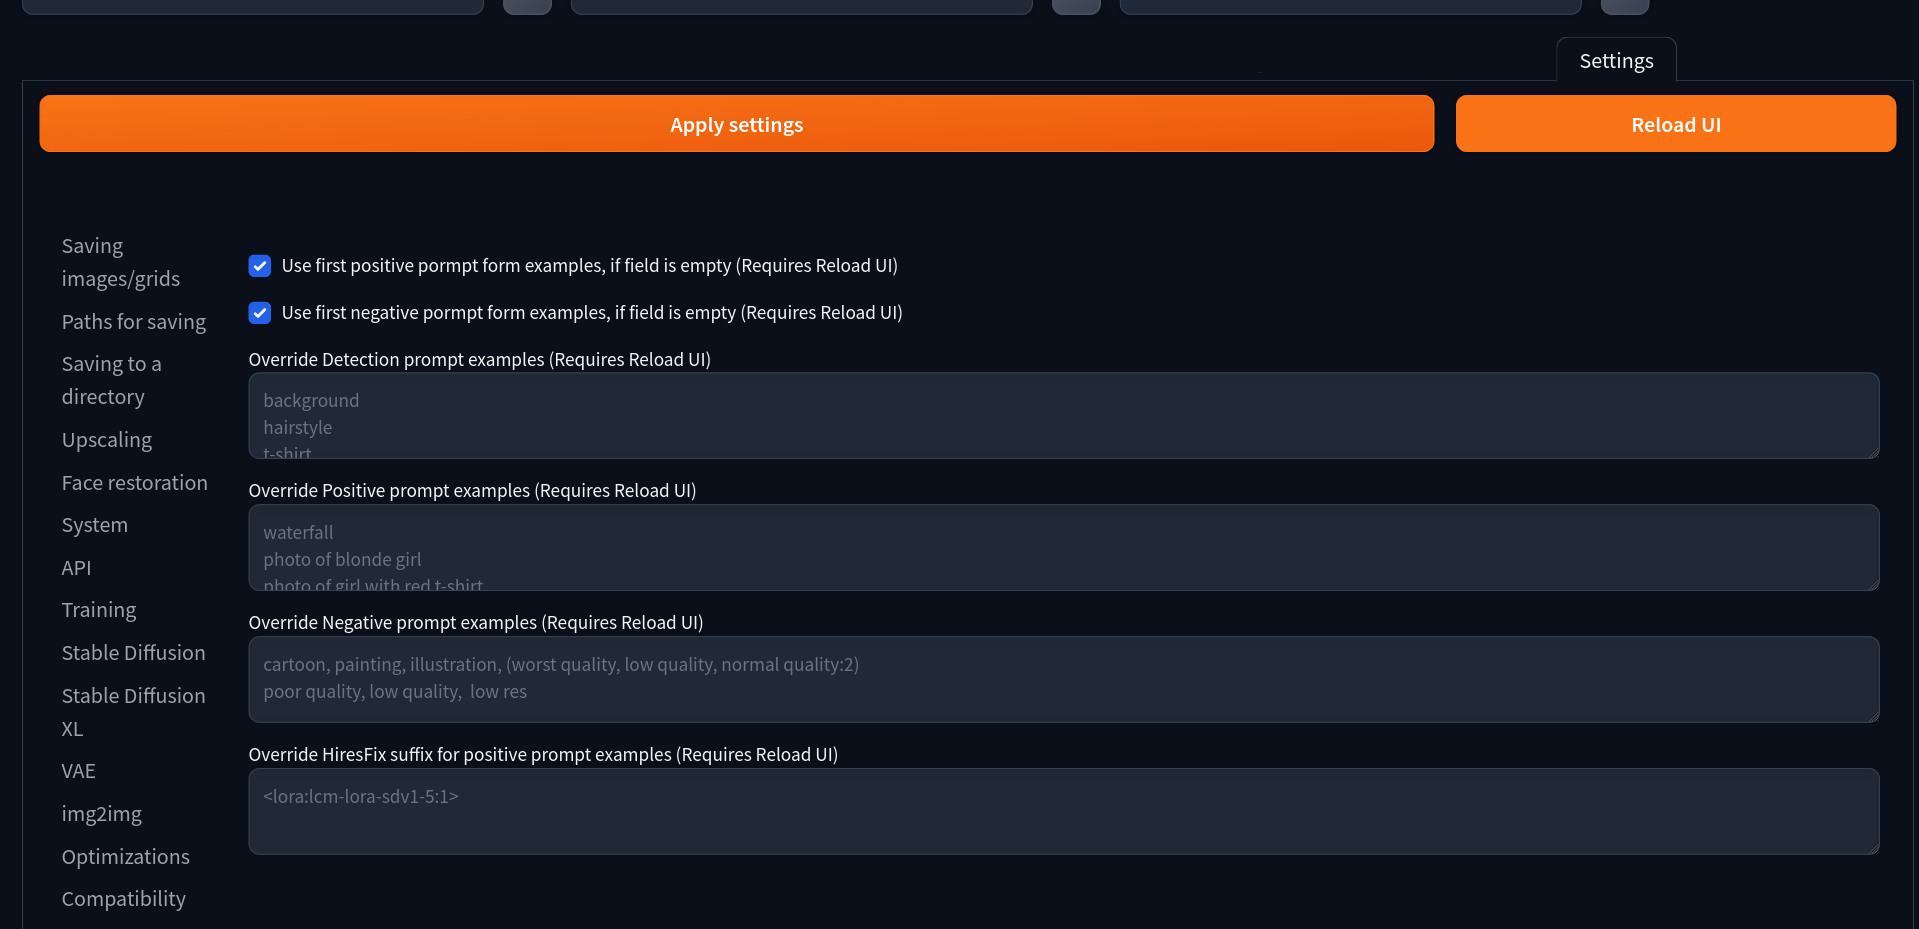 Settings
Apply settings
Reload UI
Saving
images/grids
Paths for saving
Saving to a
directory
Upscaling
Face restoration
System
API
Training
Stable Diffusion
Stable Diffusion
XL
VAE
img2img
Optimizations
Compatibility
Use first positive pormpt form examples, if field is empty (Requires Reload UI)
Use first negative pormpt form examples, if field is empty (Requires Reload UI)
Override Detection prompt examples (Requires Reload UI)
background
hairstyle
t-shirt
Override Positive prompt examples (Requires Reload UI)
waterfall
photo of blonde girl
photo of girl with red t-shirt
Override Negative prompt examples (Requires Reload UI)
cartoon, painting, illustration, (worst quality, low quality, normal quality:2)
poor quality, low quality,  low res
Override HiresFix suffix for positive prompt examples (Requires Reload UI)
<lora:lcm-lora-sdv1-5:1>